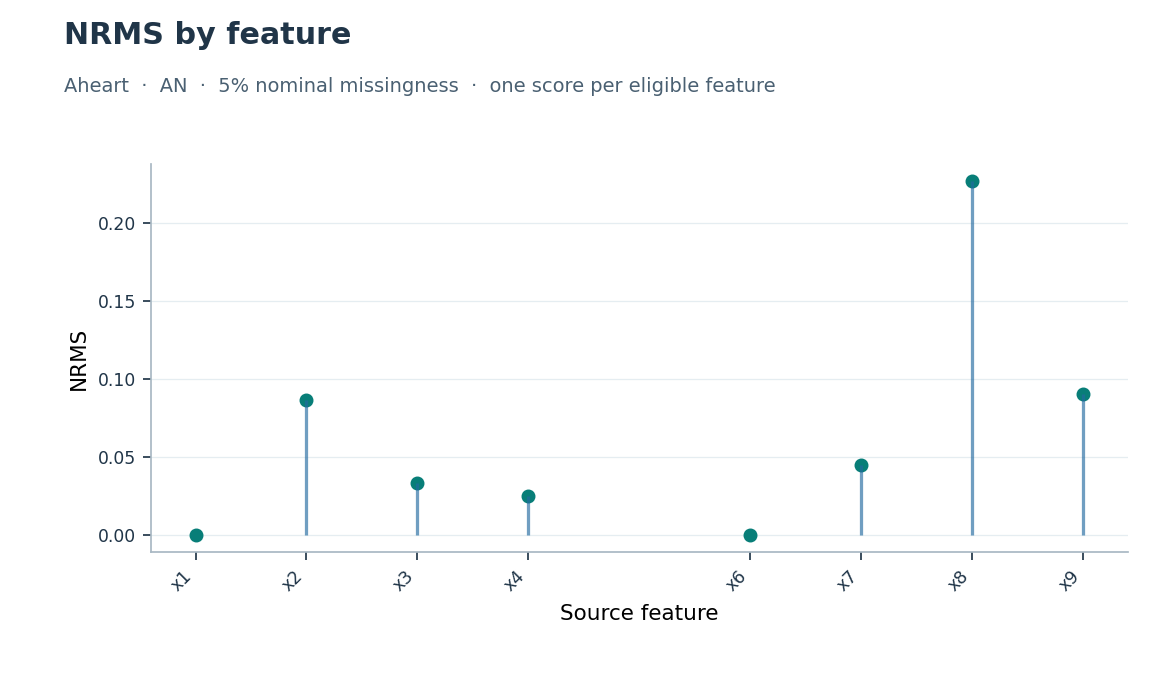 NRMS by feature
Aheart · AN · 5% nominal missingness · one score per eligible feature
0.20
0.15
0.10
0.05
0.00
NRMS
x1 x2 x3 x4 x6 x7 x8 x9
Source feature